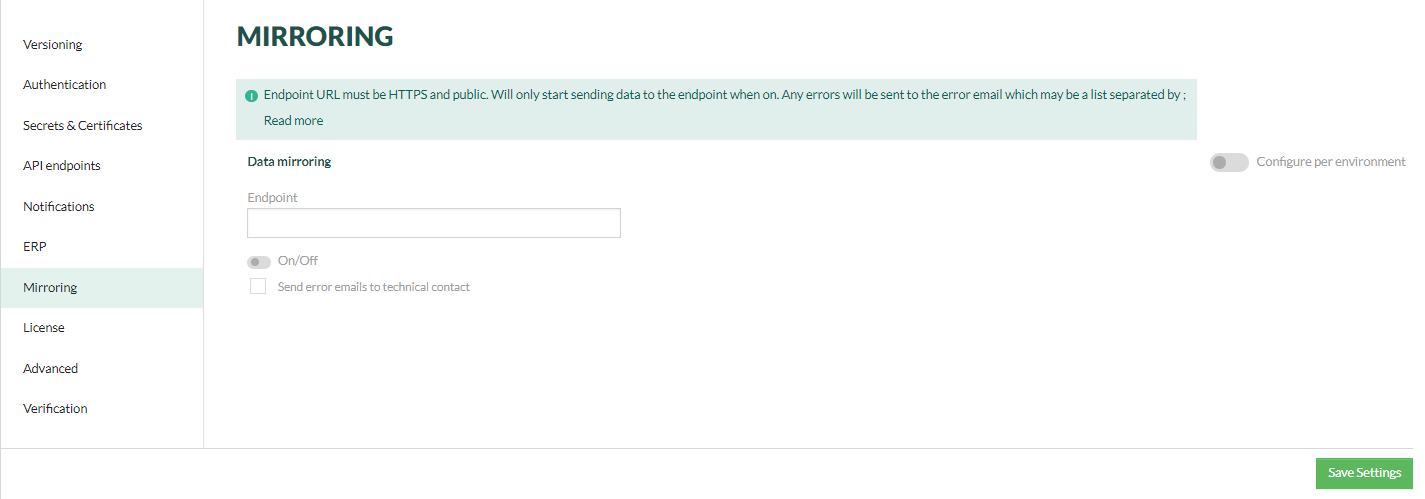 Versioning
Authentication
Secrets & Certificates
API endpoints
Notifications
ERP
Mirroring
License
Advanced
Verification
MIRRORING
Endpoint URL must be HTTPS and public. Will only start sending data to the endpoint when on. Any errors will be sent to the error email which may be a list separated by ;
Read more
Data mirroring
Configure per environment
Endpoint
On/Off
Send error emails to technical contact
Save Settings